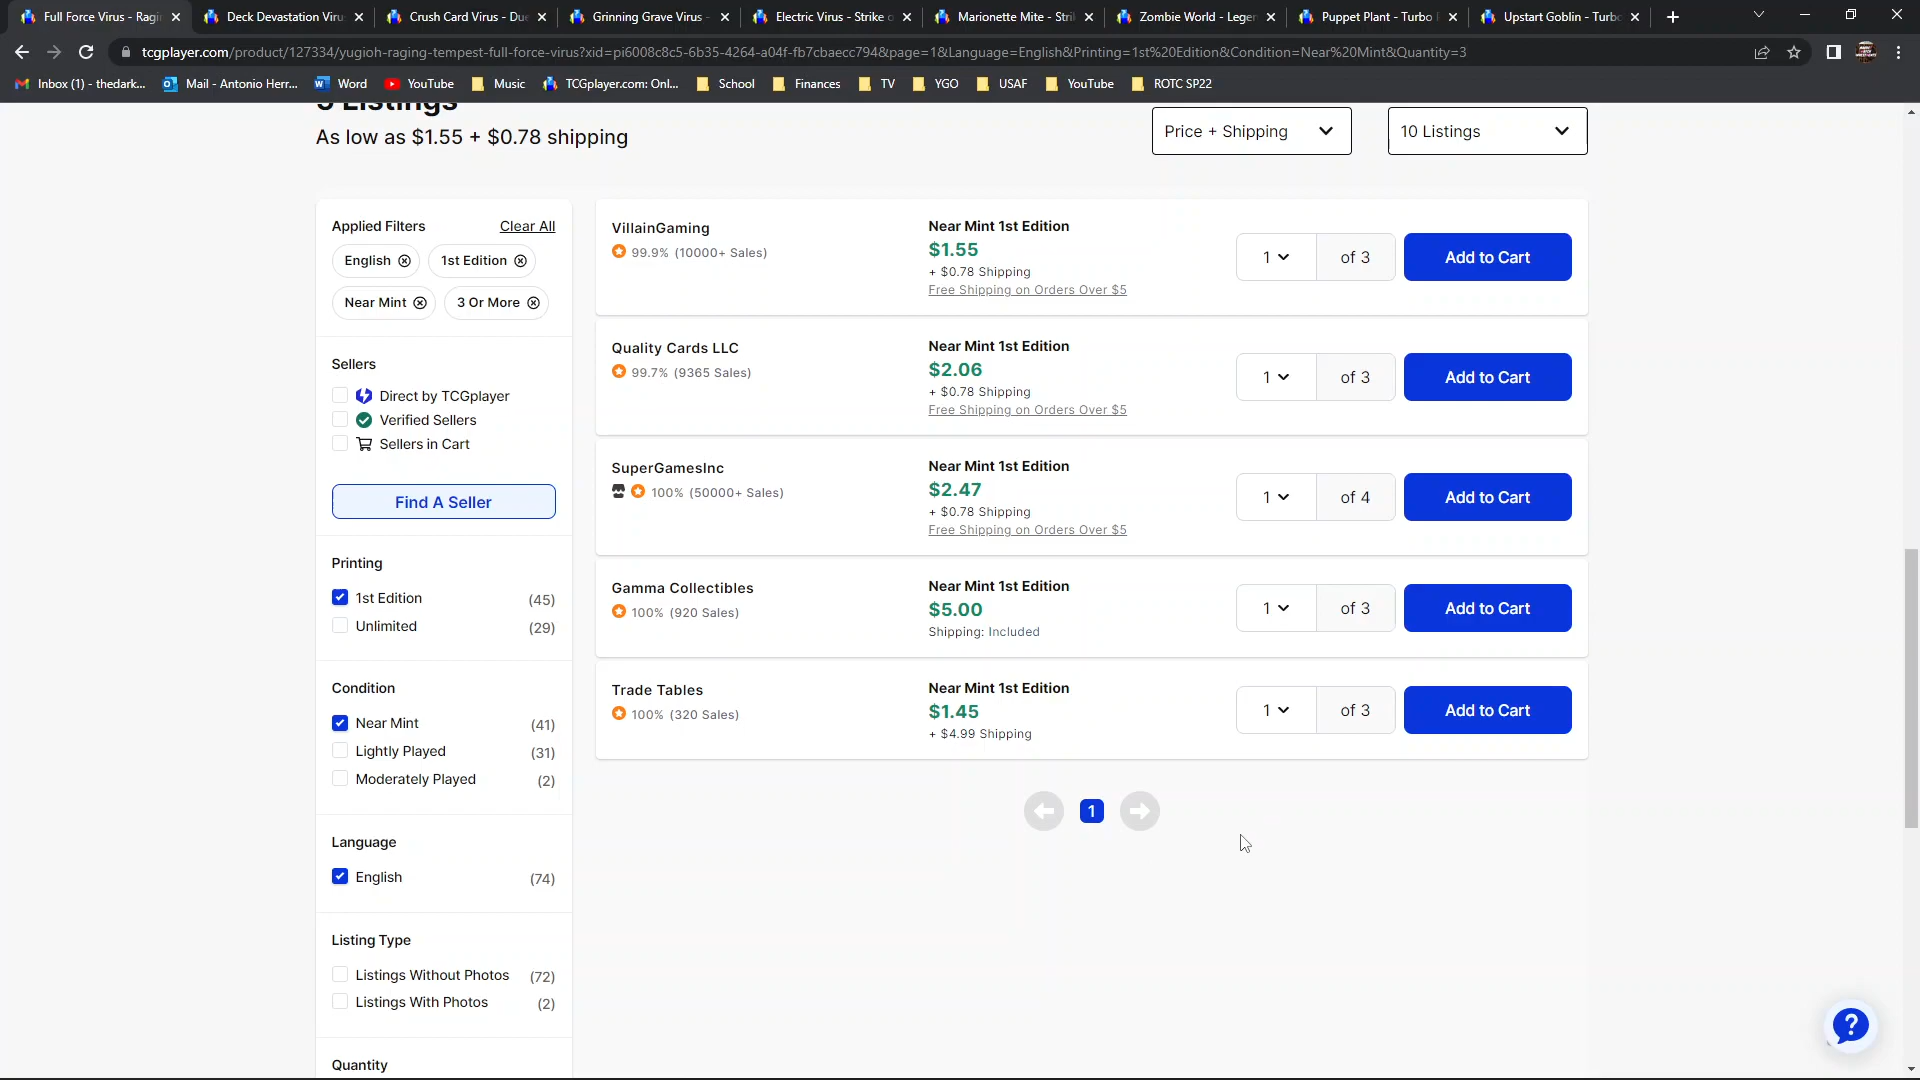 Full Force Virus - Ragin
Deck Devastation Viru
Crush Card Virus - Due
Grinning Grave Virus -
Electric Virus - Strike o
Marionette Mite - Stri
Zombie World - Legen
Puppet Plant - Turbo
Upstart Goblin - Turbo
tcgplayer.com/product/127334/yugioh-raging-tempest-full-force-virus?xid=pi6008c8c5-6b35-4264-a04f-fb7cbaecc794&page=1&Language=English&Printing=1st%20Edition&Condition=Near%20Mint&Quantity=3
Inbox (1) - thedark...
Mail - Antonio Herr...
Word
YouTube
Music
TCGplayer.com: Onl...
School
Finances
TV
YGO
USAF
YouTube
ROTC SP22
5 Listings
As low as $1.55 + $0.78 shipping
Price + Shipping
10 Listings
Applied Filters
Clear All
English
1st Edition
Near Mint
3 Or More
Sellers
Direct by TCGplayer
Verified Sellers
Sellers in Cart
Find A Seller
Printing
1st Edition (45)
Unlimited (29)
Condition
Near Mint (41)
Lightly Played (31)
Moderately Played (2)
Language
English (74)
Listing Type
Listings Without Photos (72)
Listings With Photos (2)
Quantity
VillainGaming
99.9% (10000+ Sales)
Near Mint 1st Edition
$1.55
+ $0.78 Shipping
Free Shipping on Orders Over $5
1 of 3
Add to Cart
Quality Cards LLC
99.7% (9365 Sales)
Near Mint 1st Edition
$2.06
+ $0.78 Shipping
Free Shipping on Orders Over $5
1 of 3
Add to Cart
SuperGamesInc
100% (50000+ Sales)
Near Mint 1st Edition
$2.47
+ $0.78 Shipping
Free Shipping on Orders Over $5
1 of 4
Add to Cart
Gamma Collectibles
100% (920 Sales)
Near Mint 1st Edition
$5.00
Shipping: Included
1 of 3
Add to Cart
Trade Tables
100% (320 Sales)
Near Mint 1st Edition
$1.45
+ $4.99 Shipping
1 of 3
Add to Cart
1
?